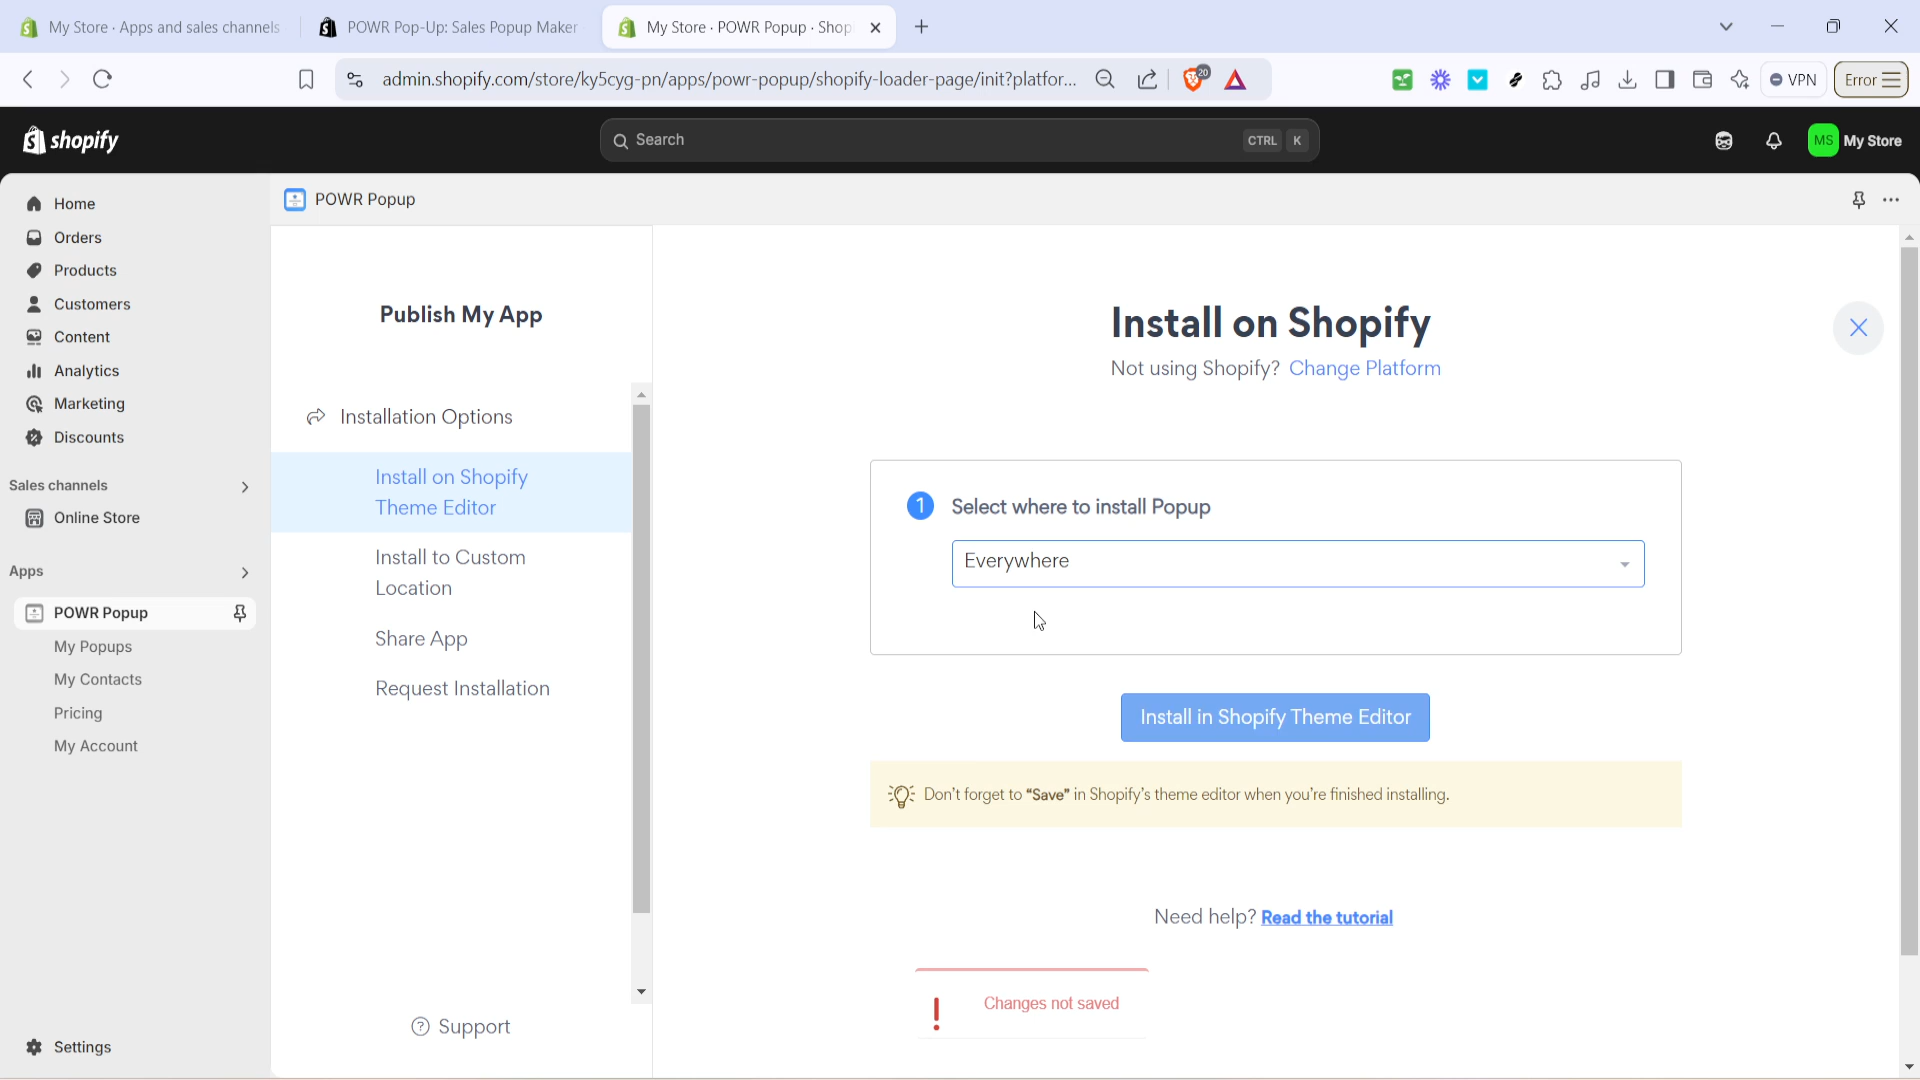 My Store · Apps and sales channels
POWR Pop-Up: Sales Popup Maker
My Store · POWR Popup · Shop
admin.shopify.com/store/ky5cyg-pn/apps/powr-popup/shopify-loader-page/init?platfor...
20
VPN
Error
shopify
Search
CTRL K
MS
My Store
Home
Orders
Products
Customers
Content
Analytics
Marketing
Discounts
Sales channels
Online Store
Apps
POWR Popup
My Popups
My Contacts
Pricing
My Account
Settings
POWR Popup
Publish My App
Installation Options
Install on Shopify
Theme Editor
Install to Custom
Location
Share App
Request Installation
Support
Install on Shopify
Not using Shopify? Change Platform
1 Select where to install Popup
Everywhere
Install in Shopify Theme Editor
Don't forget to “Save” in Shopify's theme editor when you're finished installing.
Need help? Read the tutorial
Changes not saved